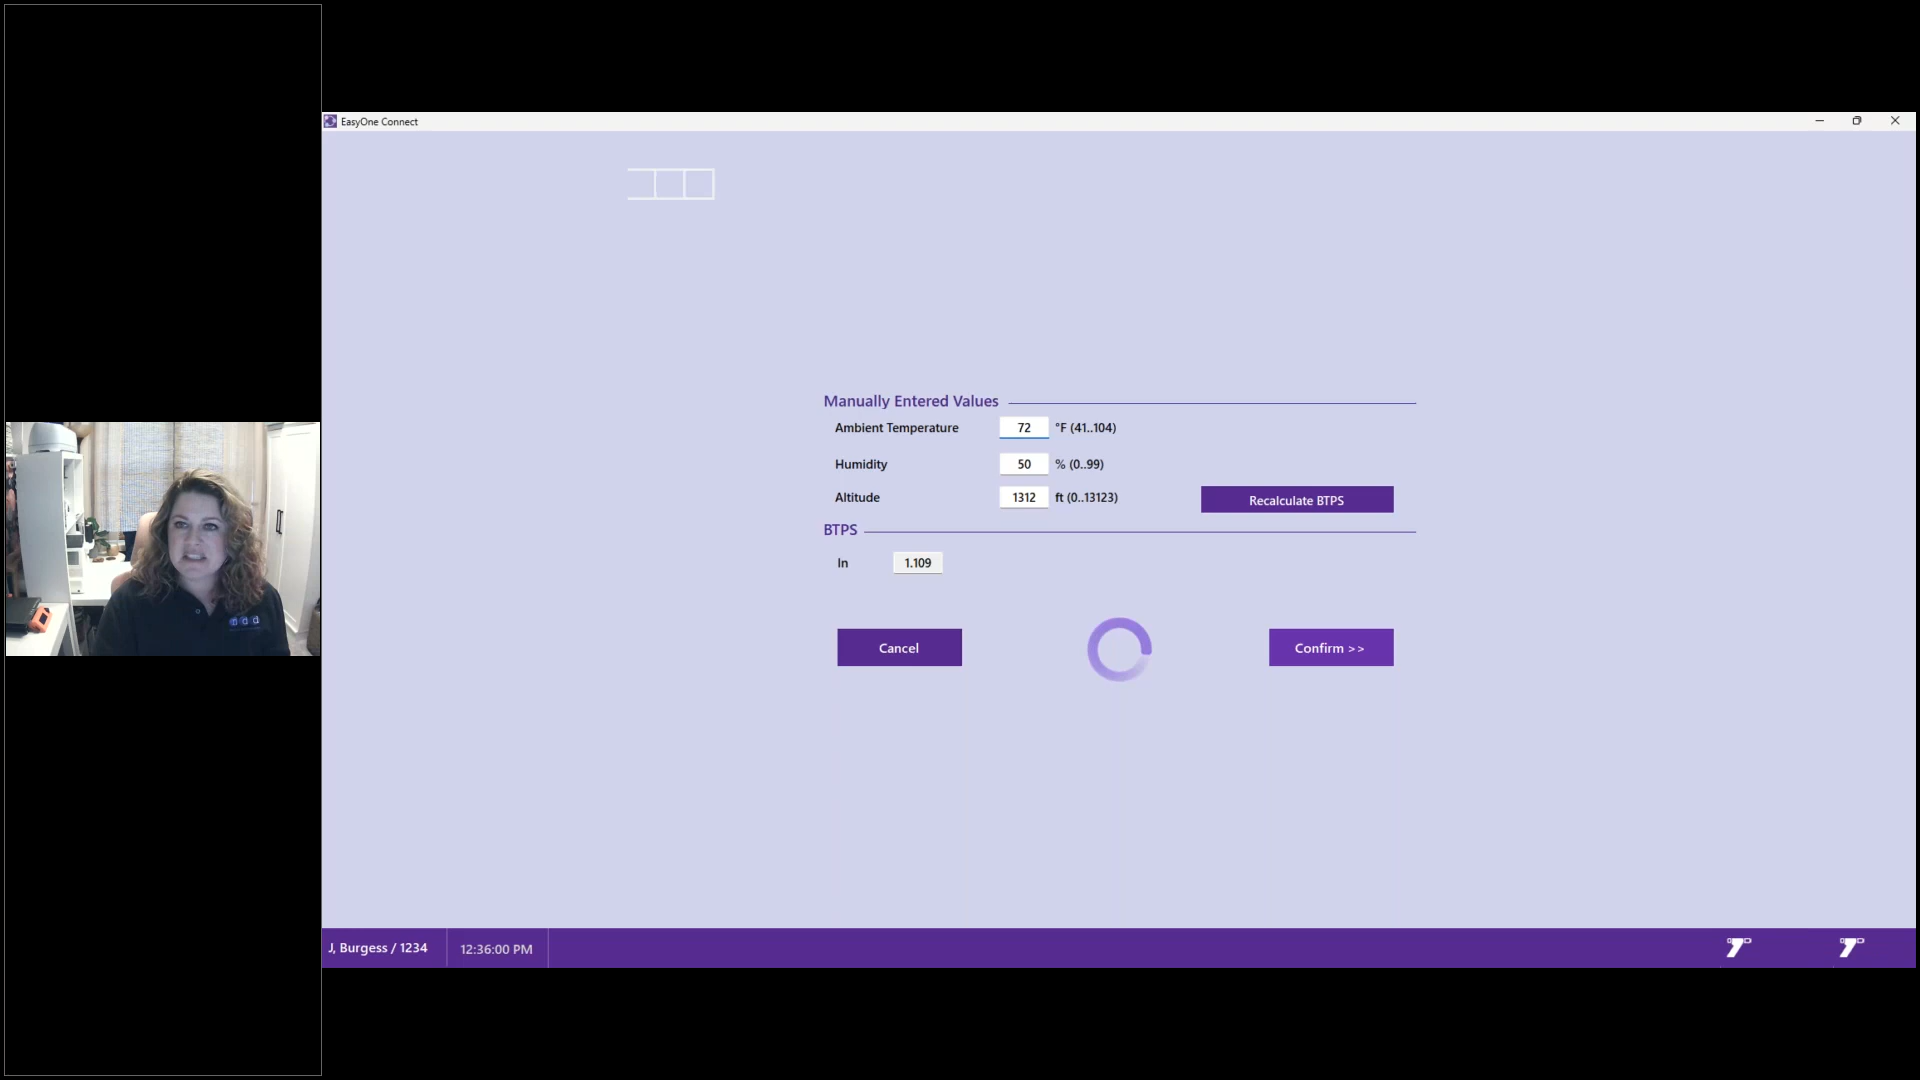 EasyOne Connect
Manually Entered Values
Ambient Temperature 72 °F (41..104)
Humidity 50 % (0..99)
Altitude 1312 ft (0..13123) Recalculate BTPS
BTPS
In 1.109
Cancel Confirm >>
J, Burgess / 1234 12:36:00 PM
ndd